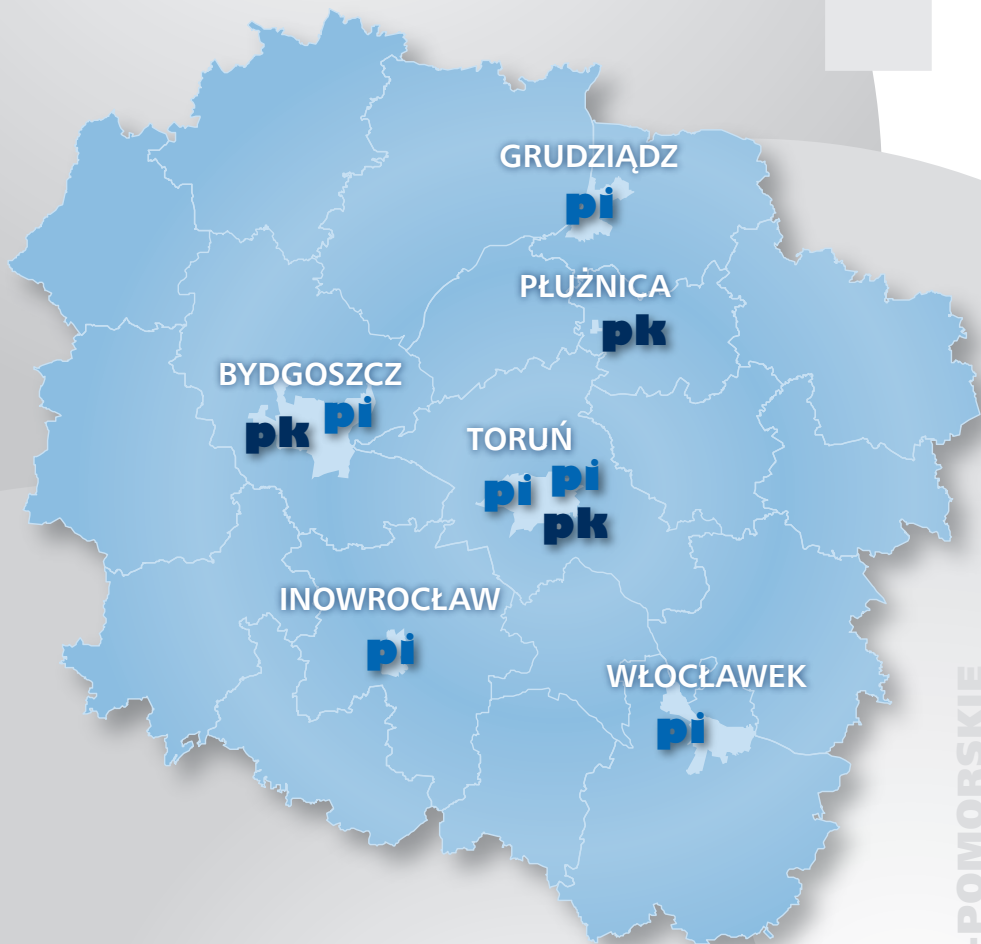 GRUDZIĄDZ
pi
PŁUŻNICA
pk
BYDGOSZCZ
pk pi
TORUŃ
pi pi
pk
INOWROCŁAW
pi
WŁOCŁAWEK
pi
-POMORSKIE